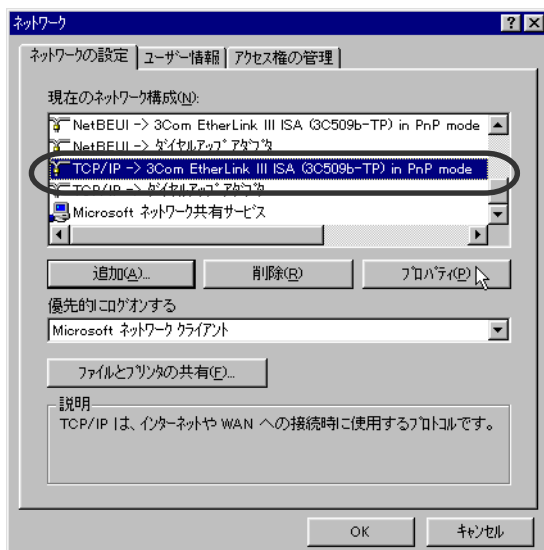 ネットワーク
ネットワークの設定 ユーザー情報 アクセス権の管理
現在のネットワーク構成(N):
NetBEUI -> 3Com EtherLink III ISA (3C509b-TP) in PnP mode
NetBEUI -> ダイヤルアップ アダプタ
TCP/IP -> 3Com EtherLink III ISA (3C509b-TP) in PnP mode
TCP/IP -> ダイヤルアップ アダプタ
Microsoft ネットワーク共有サービス
追加(A)... 削除(R) プロパティ(P)
優先的にログオンする
Microsoft ネットワーク クライアント
ファイルとプリンタの共有(F)...
説明
TCP/IP は、インターネットや WAN への接続時に使用するプロトコルです。
OK キャンセル